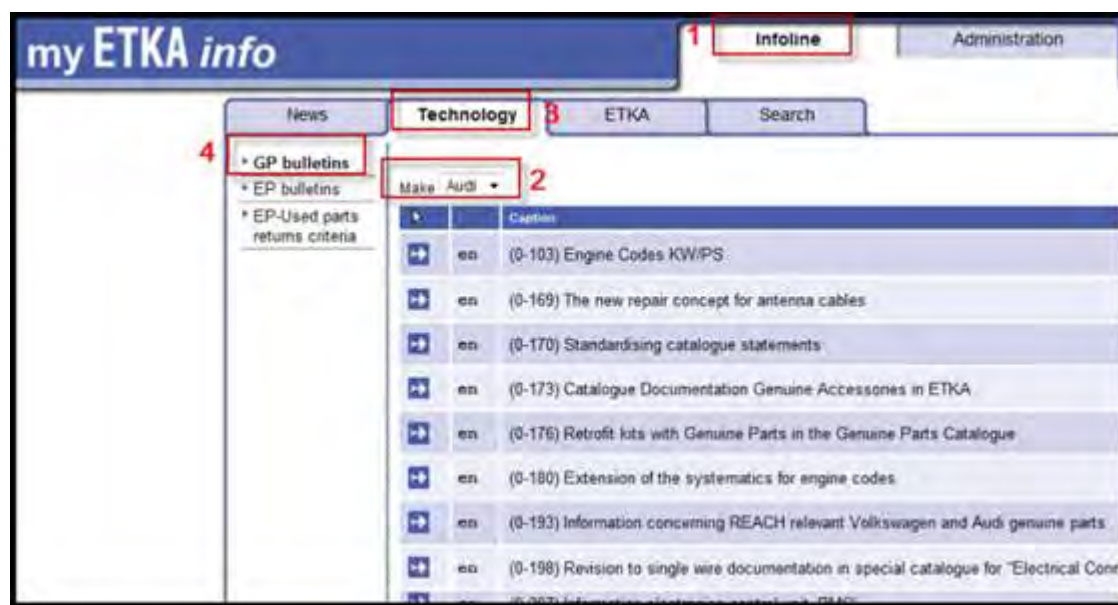 my ETKA info
1 Infoline
Administration
News
Technology 3
ETKA
Search
4 GP bulletins
EP bulletins
EP-Used parts
returns criteria
Make Audi 2
Caption
en (0-103) Engine Codes KW/PS
en (0-169) The new repair concept for antenna cables
en (0-170) Standardising catalogue statements
en (0-173) Catalogue Documentation Genuine Accessories in ETKA
en (0-176) Retrofit kits with Genuine Parts in the Genuine Parts Catalogue
en (0-180) Extension of the systematics for engine codes
en (0-193) Information concerning REACH relevant Volkswagen and Audi genuine parts
en (0-198) Revision to single wire documentation in special catalogue for "Electrical Conn